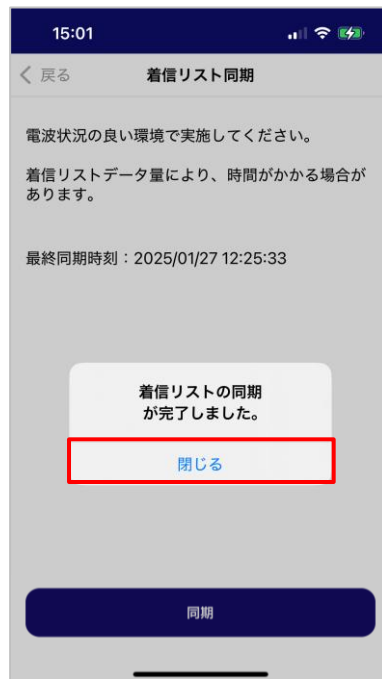 15:01
戻る
着信リスト同期
電波状況の良い環境で実施してください。
着信リストデータ量により、時間がかかる場合が
あります。
最終同期時刻：2025/01/27 12:25:33
着信リストの同期
が完了しました。
閉じる
同期